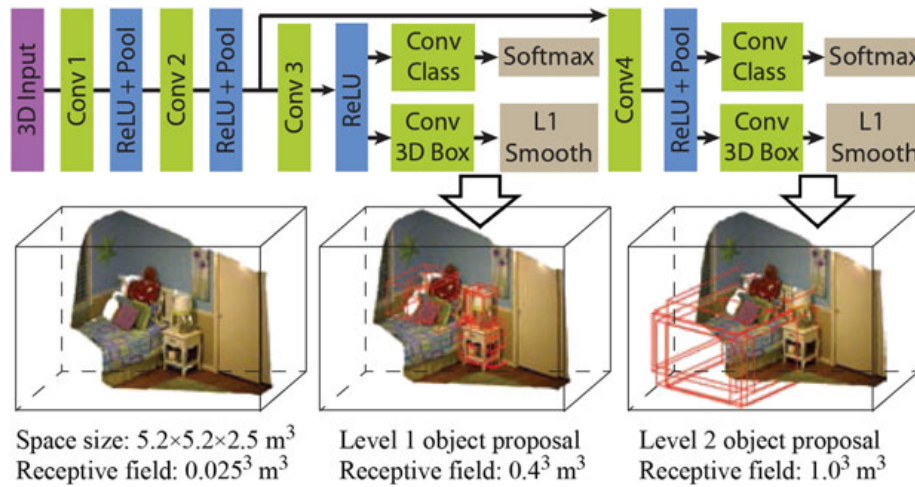 3D Input
Conv 1
ReLU + Pool
Conv 2
ReLU + Pool
Conv 3
ReLU
Conv
Class
Softmax
Conv
3D Box
L1
Smooth
Conv4
ReLU + Pool
Conv
Class
Softmax
Conv
3D Box
L1
Smooth
Space size: 5.2×5.2×2.5 m³
Receptive field: 0.025³ m³
Level 1 object proposal
Receptive field: 0.4³ m³
Level 2 object proposal
Receptive field: 1.0³ m³